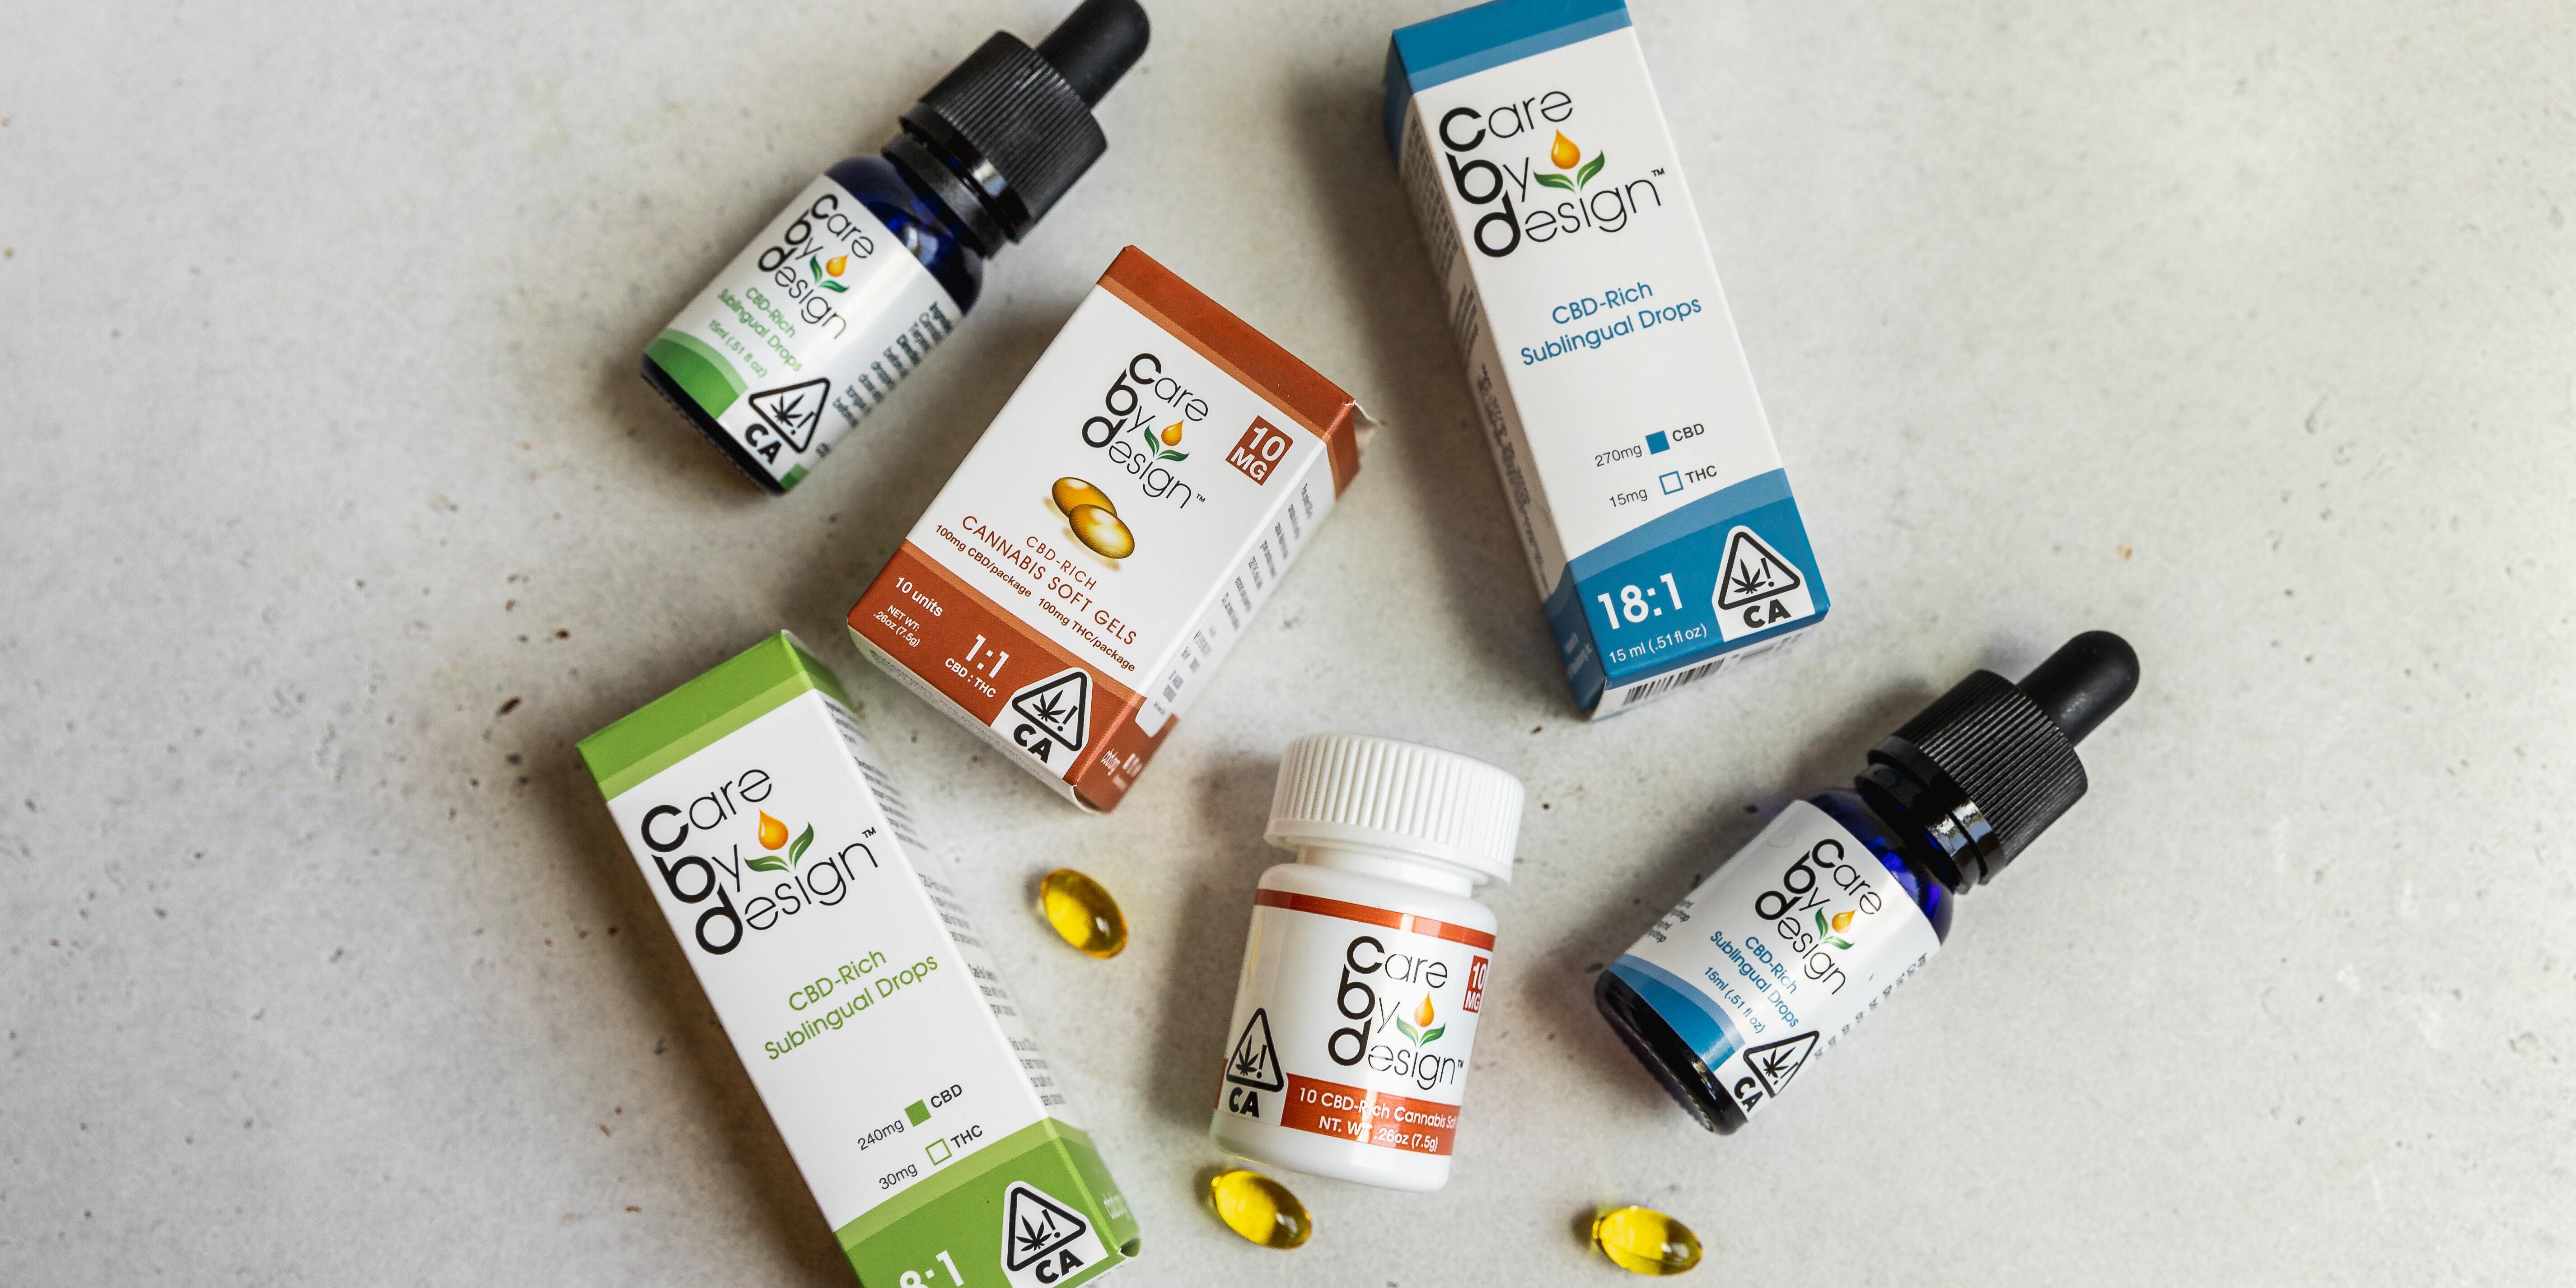 care
by
design
CBD-Rich
Sublingual Drops
15ml (.51 fl oz)
CA
care
by
design™
10
MG
CBD-RICH
CANNABIS SOFT GELS
100mg CBD/package 100mg THC/package
10 units
NET WT:
.26oz (7.5g)
1:1
CBD : THC
CA
care
by
design™
CBD-Rich
Sublingual Drops
270mg CBD
15mg THC
18:1
15 ml (.51 fl oz)
CA
care
by
design™
CBD-Rich
Sublingual Drops
240mg CBD
30mg THC
8:1
CA
care
by
design™
10
MG
CA
10 CBD-Rich Cannabis
NT. WT .26oz (7.5g)
care
by
design
CBD-Rich
Sublingual Drops
15ml (.51 fl oz)
CA